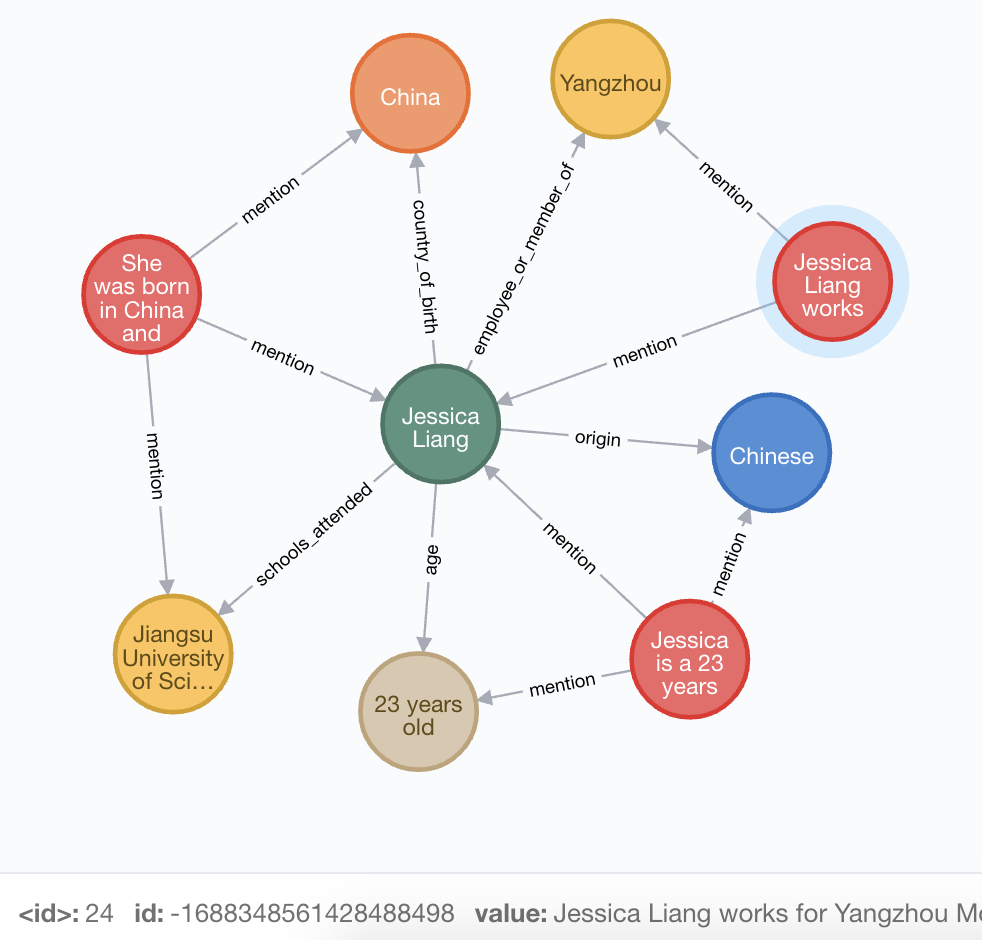 China
Yangzhou
mention
mention
country_of_birth
employee_or_member_of
She
was born
in China
and
Jessica
Liang
works
mention
mention
Jessica
Liang
origin
Chinese
mention
schools_attended
age
mention
mention
Jiangsu
University
of Sci...
23 years
old
mention
Jessica
is a 23
years
<id>: 24 id: -1688348561428488498 value: Jessica Liang works for Yangzhou